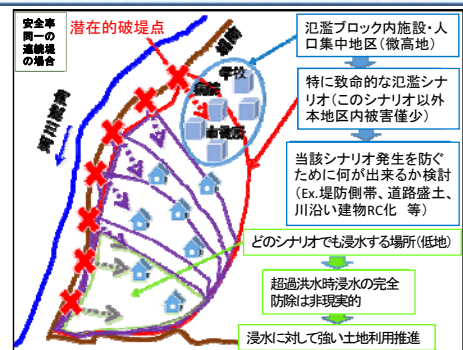 安全率
同一の
連続堤
の場合
潜在的破堤点
堤防
学校
病院
市役所
河川流向
氾濫ブロック内施設・人
口集中地区(微高地)
特に致命的な氾濫シナ
リオ(このシナリオ以外
本地区内被害僅少)
当該シナリオ発生を防ぐ
ために何が出来るか検討
(Ex.堤防側帯、道路盛土、
川沿い建物RC化 等)
どのシナリオでも浸水する場所(低地)
超過洪水時浸水の完全
防除は非現実的
浸水に対して強い土地利用推進